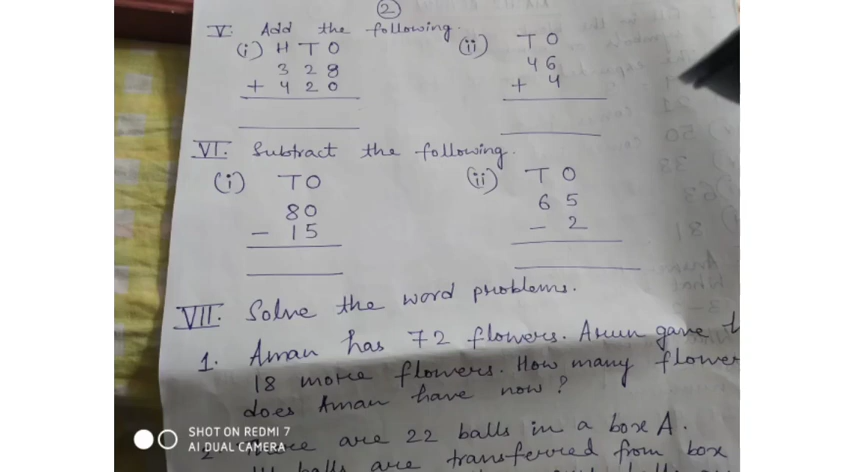 2
V. Add the following.
(i) H T O
3 2 8
+ 4 2 0
(ii) T O
4 6
+ 4
VI. Subtract the following.
(i) T O
8 0
- 1 5
(ii) T O
6 5
- 2
VII. Solve the word problems.
1. Aman has 72 flowers. Arun gave
18 more flowers. How many flower
does Aman have now?
2. There are 22 balls in a box A.
balls are transferred from box
SHOT ON REDMI 7
AI DUAL CAMERA